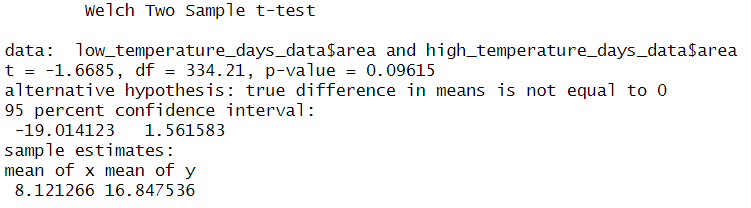 Welch Two Sample t-test
data: low_temperature_days_data$area and high_temperature_days_data$area
t = -1.6685, df = 334.21, p-value = 0.09615
alternative hypothesis: true difference in means is not equal to 0
95 percent confidence interval:
-19.014123 1.561583
sample estimates:
mean of x mean of y
8.121266 16.847536